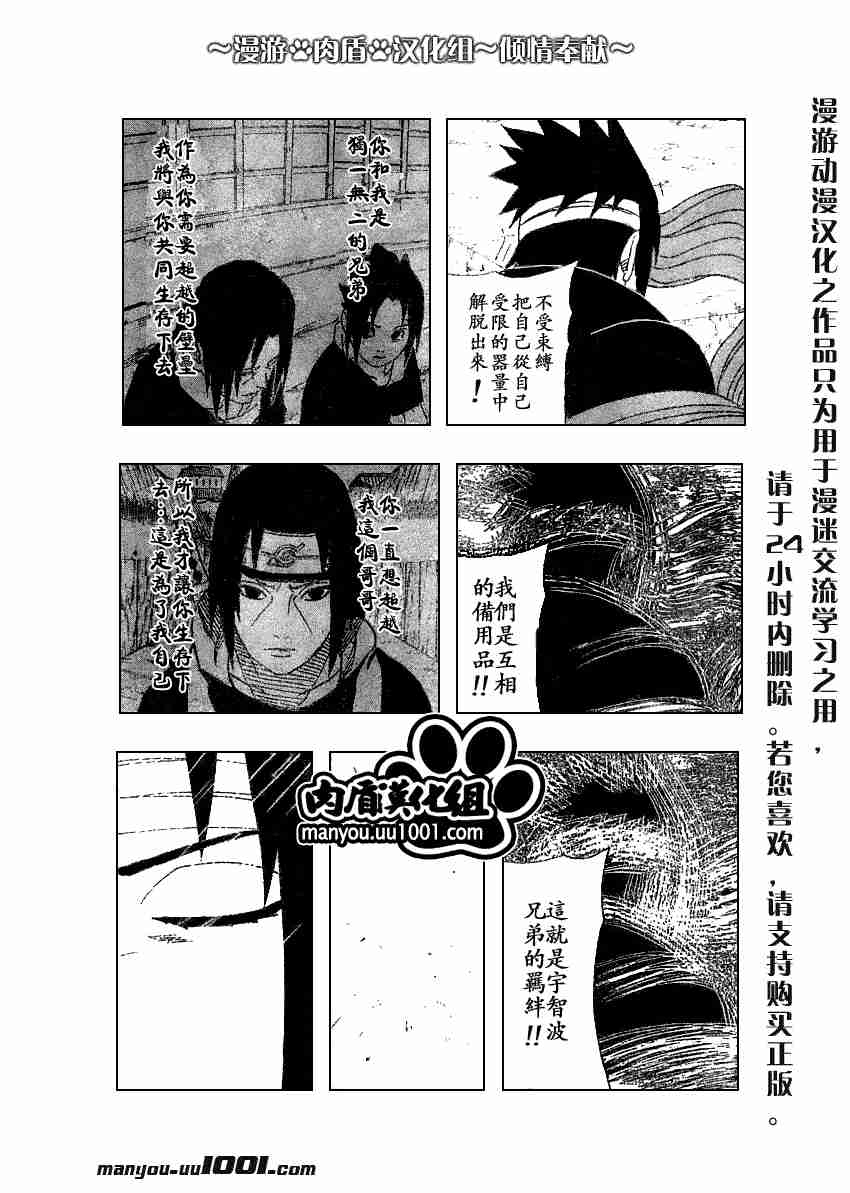 ～漫游🐾肉盾🐾汉化组～倾情奉献～
不受束縛
把自己從自己
受限的器量中
解脫出來！
你和我是
獨一無二的兄弟
作為你需要超越的壁壘
我將與你共同生存下去
我們是互相
的備用品!!
你一直想超越
我這個哥哥
所以我才讓你生存下
去…這是為了我自己
這就是宇智波
兄弟的羈絆!!
肉盾漢化组
manyou.uu1001.com
漫游动漫汉化之作品只为用于漫迷交流学习之用，
请于24小时内删除。若您喜欢，请支持购买正版。
manyou-uu1001.com